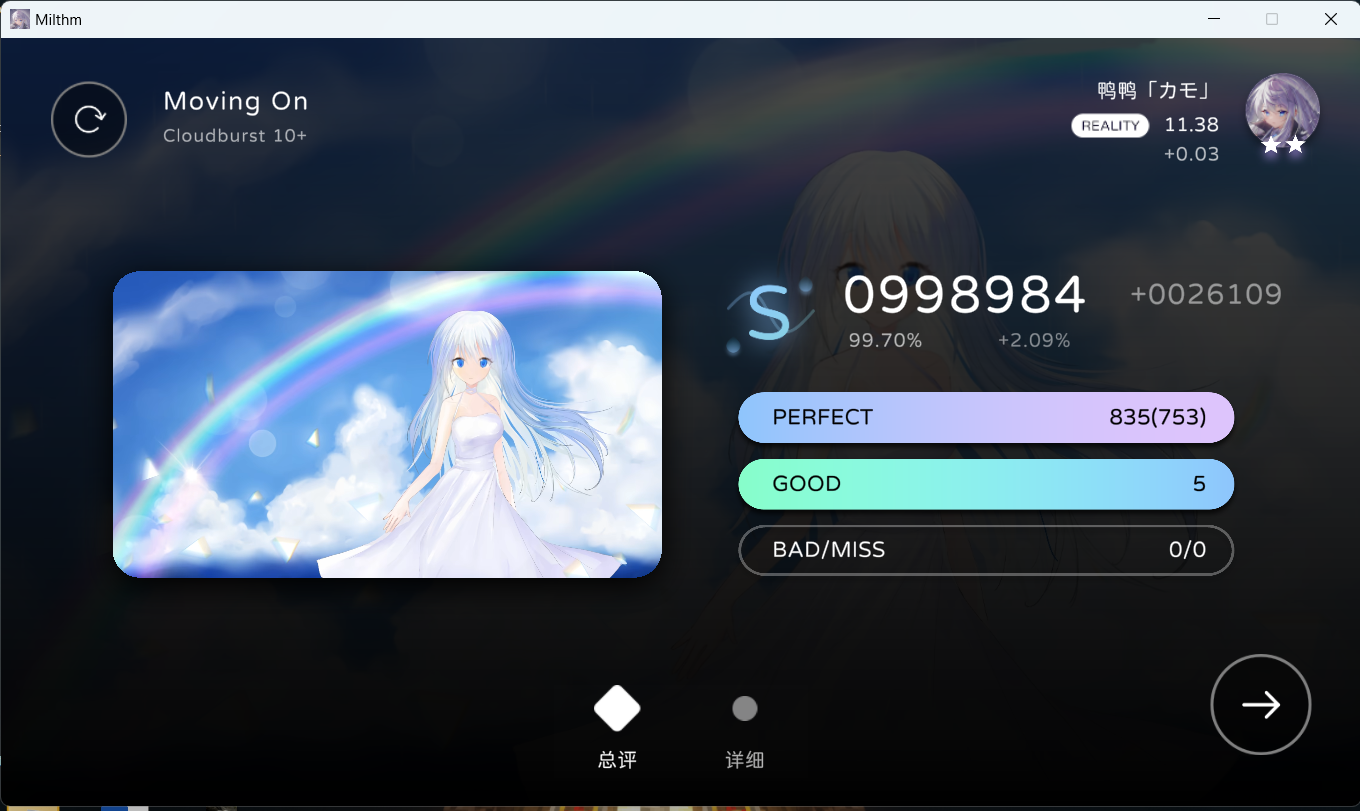 Milthm
Moving On
Cloudburst 10+
鸭鸭「カモ」
REALITY 11.38
+0.03
S 0998984 +0026109
99.70% +2.09%
PERFECT 835(753)
GOOD 5
BAD/MISS 0/0
总评 详细